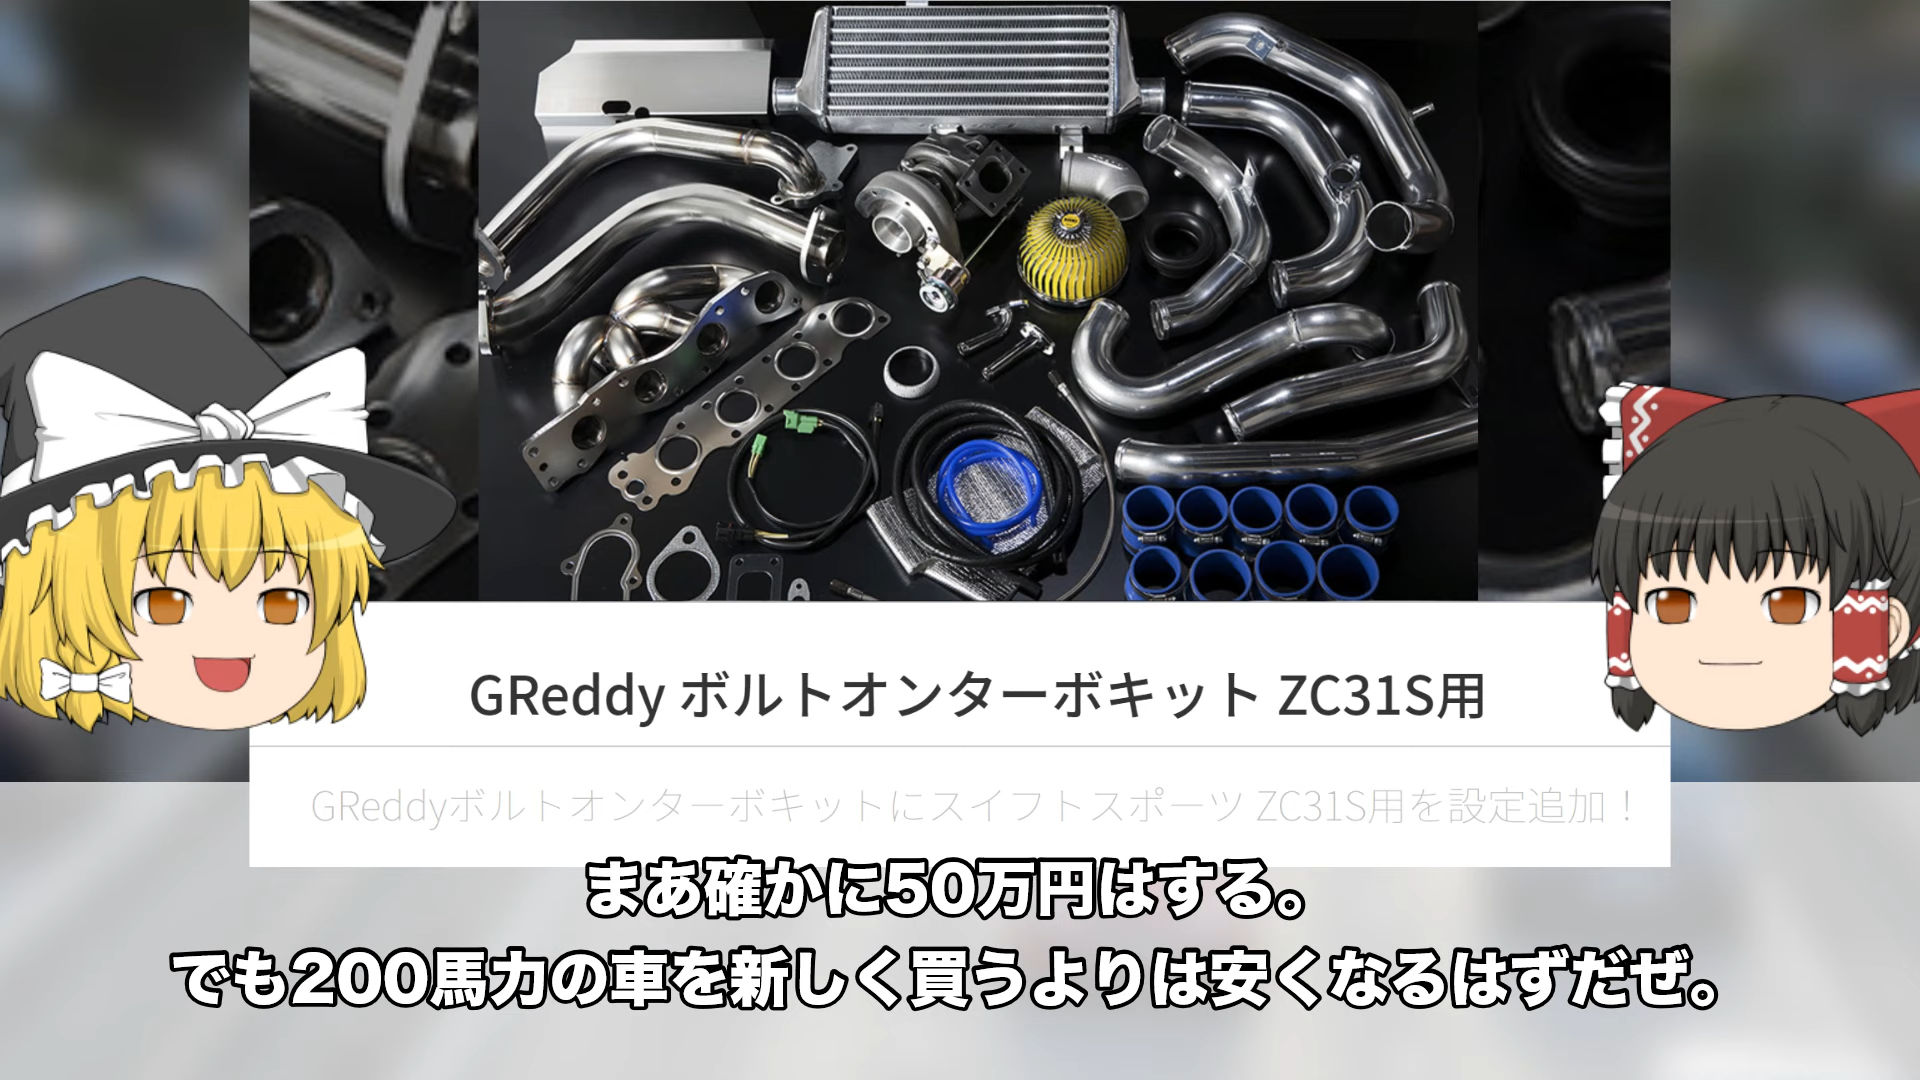 GReddy ボルトオンターボキット ZC31S用
GReddyボルトオンターボキットにスイフトスポーツ ZC31S用を設定追加！
まあ確かに50万円はする。
でも200馬力の車を新しく買うよりは安くなるはずだぜ。